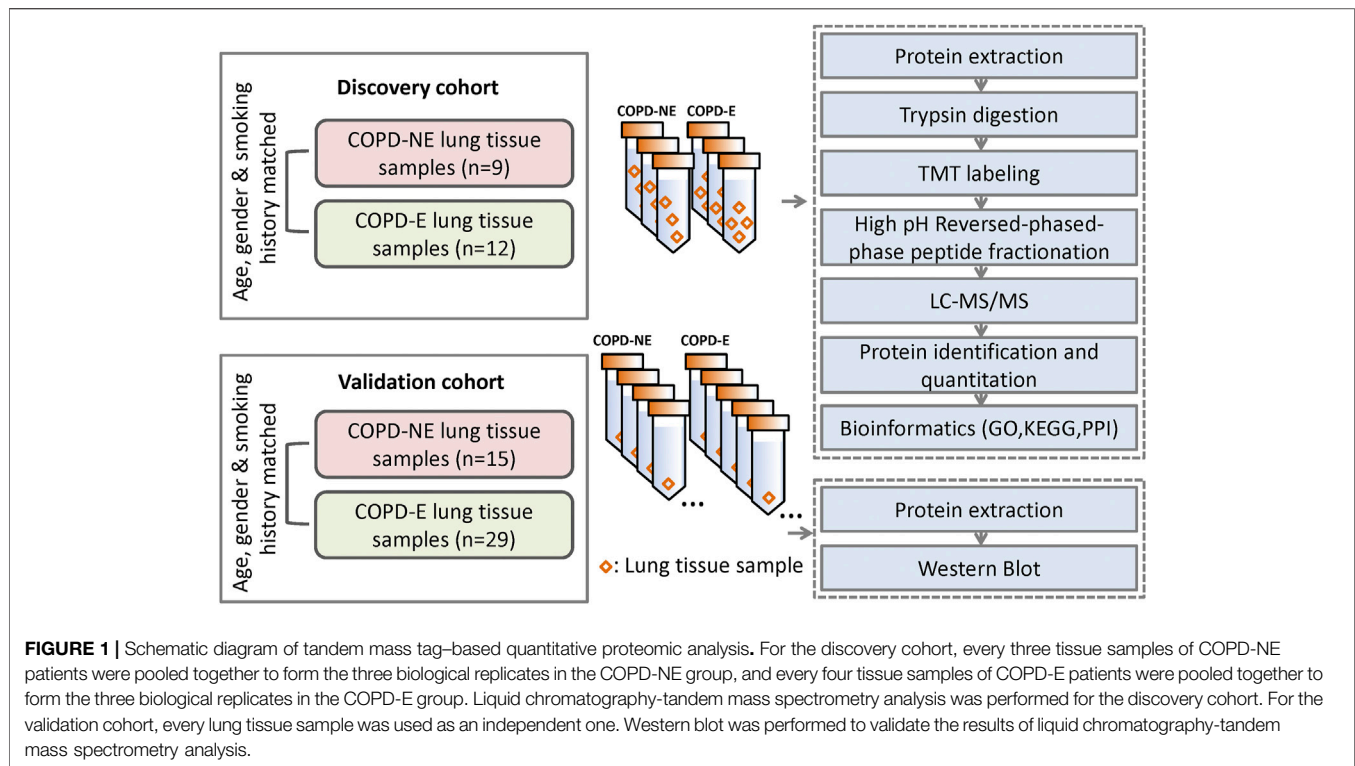 Age, gender & smoking
history matched
Discovery cohort
COPD-NE lung tissue
samples (n=9)
COPD-E lung tissue
samples (n=12)
COPD-NE COPD-E
Protein extraction
Trypsin digestion
TMT labeling
High pH Reversed-phased-
phase peptide fractionation
LC-MS/MS
Protein identification and
quantitation
Bioinformatics (GO,KEGG,PPI)
Age, gender & smoking
history matched
Validation cohort
COPD-NE lung tissue
samples (n=15)
COPD-E lung tissue
samples (n=29)
COPD-NE COPD-E
...
...
: Lung tissue sample
Protein extraction
Western Blot
FIGURE 1 | Schematic diagram of tandem mass tag–based quantitative proteomic analysis. For the discovery cohort, every three tissue samples of COPD-NE
patients were pooled together to form the three biological replicates in the COPD-NE group, and every four tissue samples of COPD-E patients were pooled together to
form the three biological replicates in the COPD-E group. Liquid chromatography-tandem mass spectrometry analysis was performed for the discovery cohort. For the
validation cohort, every lung tissue sample was used as an independent one. Western blot was performed to validate the results of liquid chromatography-tandem
mass spectrometry analysis.